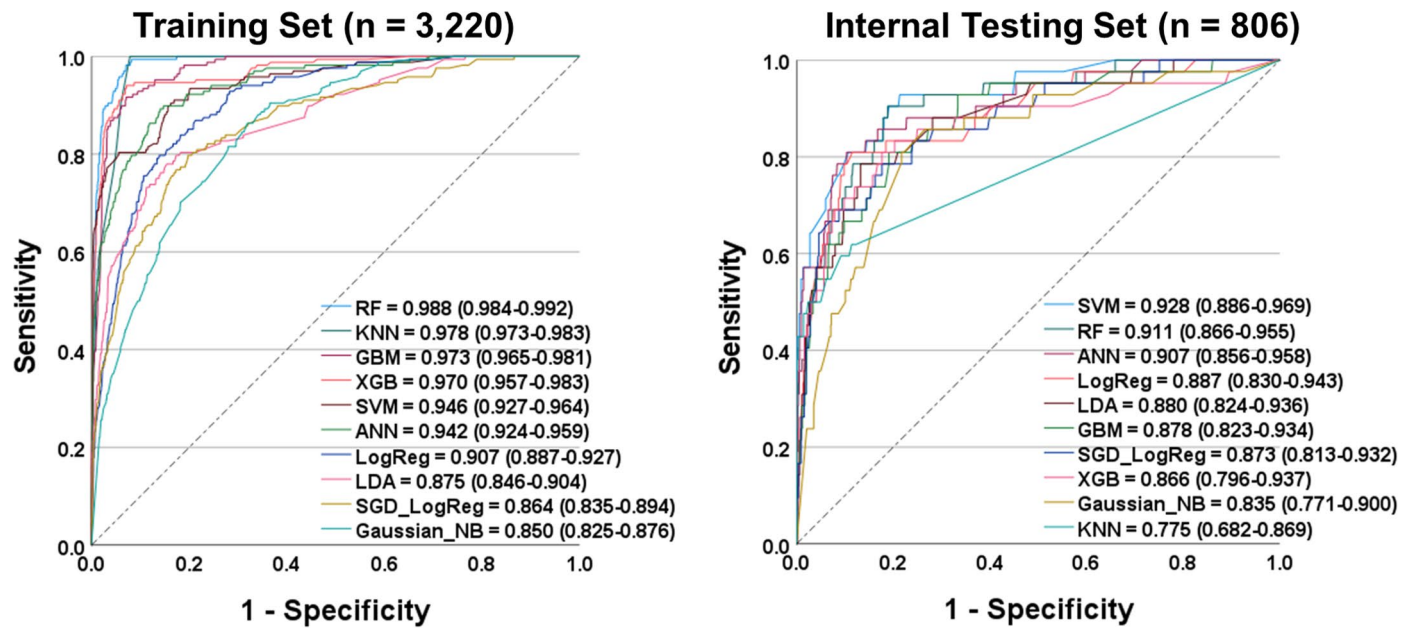 Training Set (n = 3,220)
1.0
0.8
0.6
0.4
0.2
0.0
Sensitivity
RF = 0.988 (0.984-0.992)
KNN = 0.978 (0.973-0.983)
GBM = 0.973 (0.965-0.981)
XGB = 0.970 (0.957-0.983)
SVM = 0.946 (0.927-0.964)
ANN = 0.942 (0.924-0.959)
LogReg = 0.907 (0.887-0.927)
LDA = 0.875 (0.846-0.904)
SGD_LogReg = 0.864 (0.835-0.894)
Gaussian_NB = 0.850 (0.825-0.876)
0.0 0.2 0.4 0.6 0.8 1.0
1 - Specificity
Internal Testing Set (n = 806)
1.0
0.8
0.6
0.4
0.2
0.0
Sensitivity
SVM = 0.928 (0.886-0.969)
RF = 0.911 (0.866-0.955)
ANN = 0.907 (0.856-0.958)
LogReg = 0.887 (0.830-0.943)
LDA = 0.880 (0.824-0.936)
GBM = 0.878 (0.823-0.934)
SGD_LogReg = 0.873 (0.813-0.932)
XGB = 0.866 (0.796-0.937)
Gaussian_NB = 0.835 (0.771-0.900)
KNN = 0.775 (0.682-0.869)
0.0 0.2 0.4 0.6 0.8 1.0
1 - Specificity